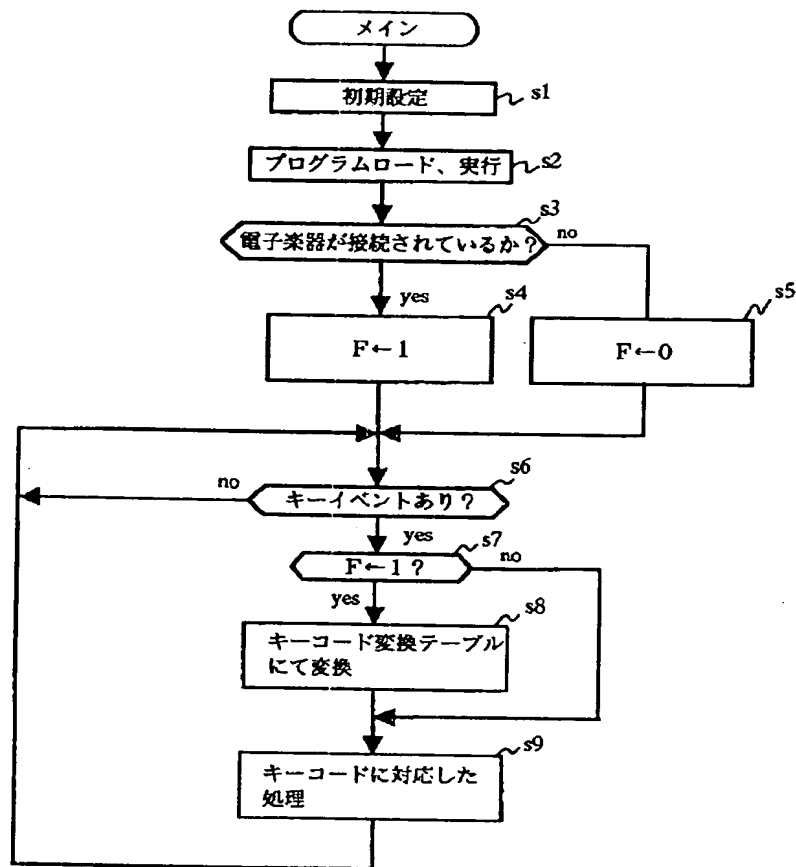 メイン
初期設定
s1
プログラムロード、実行
s2
s3
電子楽器が接続されているか?
no
yes
s4
s5
F←1
F←0
s6
no
キーイベントあり?
yes
s7
F←1?
no
yes
s8
キーコード変換テーブル
にて変換
s9
キーコードに対応した
処理